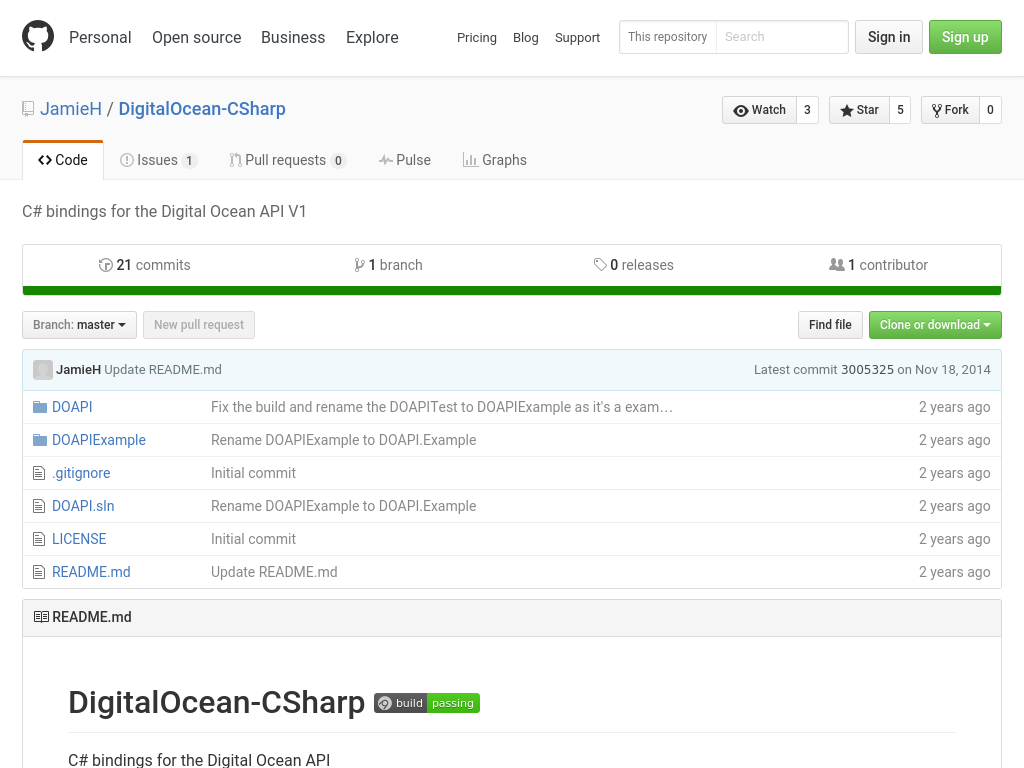 Personal Open source Business Explore Pricing Blog Support This repository Search Sign in Sign up
JamieH / DigitalOcean-CSharp Watch 3 Star 5 Fork 0
Code Issues 1 Pull requests 0 Pulse Graphs
C# bindings for the Digital Ocean API V1
21 commits 1 branch 0 releases 1 contributor
Branch: master New pull request Find file Clone or download
JamieH Update README.md Latest commit 3005325 on Nov 18, 2014
DOAPI Fix the build and rename the DOAPITest to DOAPIExample as it's a exam… 2 years ago
DOAPIExample Rename DOAPIExample to DOAPI.Example 2 years ago
.gitignore Initial commit 2 years ago
DOAPI.sln Rename DOAPIExample to DOAPI.Example 2 years ago
LICENSE Initial commit 2 years ago
README.md Update README.md 2 years ago
README.md
DigitalOcean-CSharp build passing
C# bindings for the Digital Ocean API